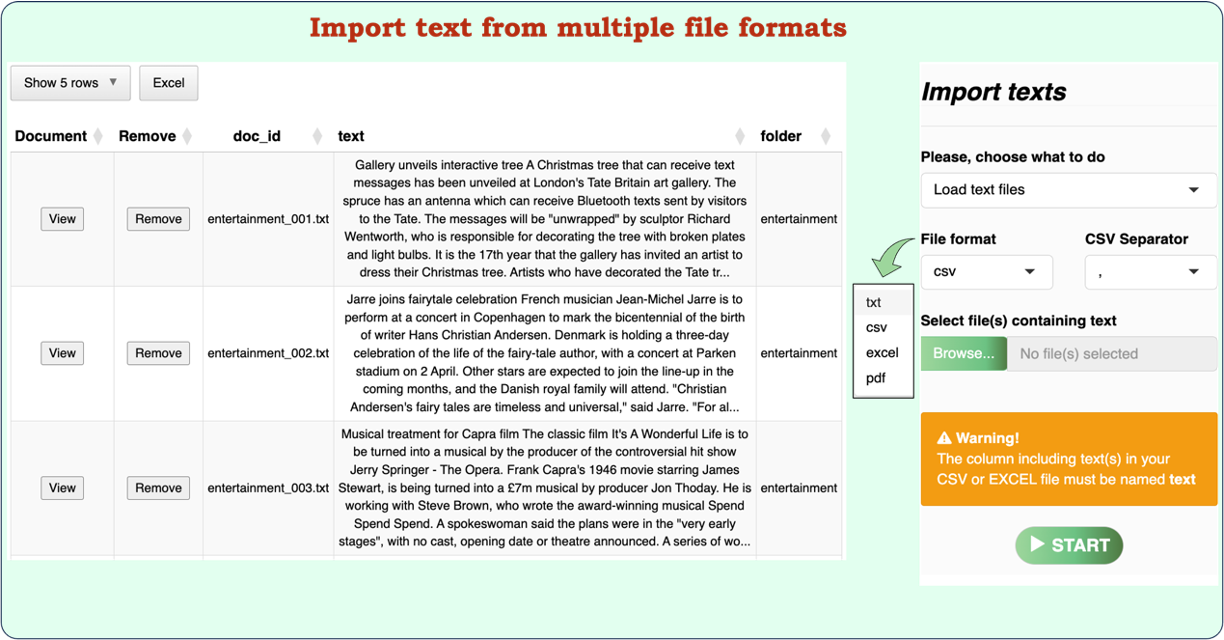 Import text from multiple file formats
Show 5 rows ▼
Excel
Document
Remove
doc_id
text
folder
View
Remove
entertainment_001.txt
Gallery unveils interactive tree A Christmas tree that can receive text
messages has been unveiled at London's Tate Britain art gallery. The
spruce has an antenna which can receive Bluetooth texts sent by visitors
to the Tate. The messages will be "unwrapped" by sculptor Richard
Wentworth, who is responsible for decorating the tree with broken plates
and light bulbs. It is the 17th year that the gallery has invited an artist to
dress their Christmas tree. Artists who have decorated the Tate tr...
entertainment
View
Remove
entertainment_002.txt
Jarre joins fairytale celebration French musician Jean-Michel Jarre is to
perform at a concert in Copenhagen to mark the bicentennial of the birth
of writer Hans Christian Andersen. Denmark is holding a three-day
celebration of the life of the fairy-tale author, with a concert at Parken
stadium on 2 April. Other stars are expected to join the line-up in the
coming months, and the Danish royal family will attend. "Christian
Andersen's fairy tales are timeless and universal," said Jarre. "For al...
entertainment
View
Remove
entertainment_003.txt
Musical treatment for Capra film The classic film It's A Wonderful Life is to
be turned into a musical by the producer of the controversial hit show
Jerry Springer - The Opera. Frank Capra's 1946 movie starring James
Stewart, is being turned into a £7m musical by producer Jon Thoday. He is
working with Steve Brown, who wrote the award-winning musical Spend
Spend Spend. A spokeswoman said the plans were in the "very early
stages", with no cast, opening date or theatre announced. A series of wo...
entertainment
txt
csv
excel
pdf
Import texts
Please, choose what to do
Load text files
File format
CSV Separator
csv
,
Select file(s) containing text
Browse...
No file(s) selected
Warning!
The column including text(s) in your
CSV or EXCEL file must be named text
START